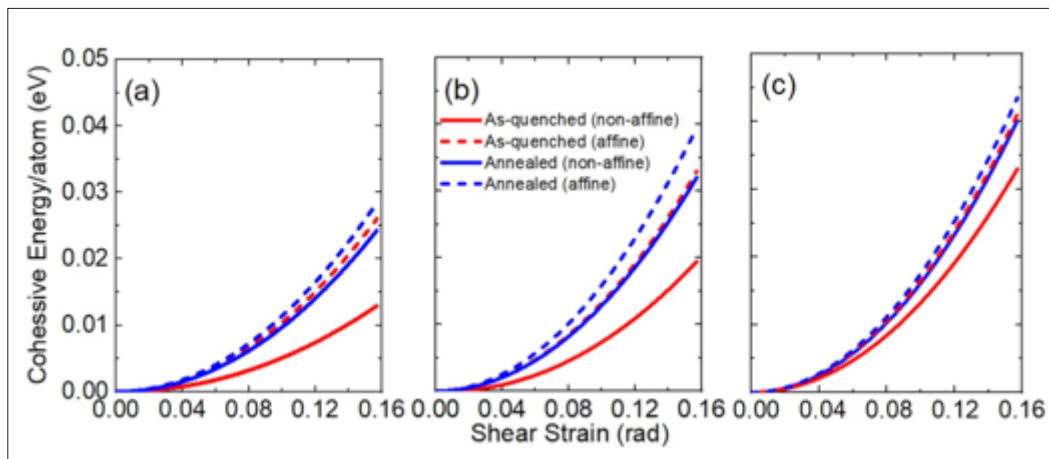 Cohessive Energy/atom (eV)
0.05
0.04
0.03
0.02
0.01
0.00
(a)
0.00 0.04 0.08 0.12 0.16
(b)
As-quenched (non-affine)
As-quenched (affine)
Annealed (non-affine)
Annealed (affine)
0.00 0.04 0.08 0.12 0.16
(c)
0.00 0.04 0.08 0.12 0.16
Shear Strain (rad)